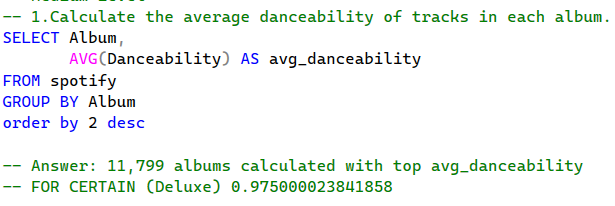 -- 1.Calculate the average danceability of tracks in each album.
SELECT Album,
       AVG(Danceability) AS avg_danceability
FROM spotify
GROUP BY Album
order by 2 desc

-- Answer: 11,799 albums calculated with top avg_danceability
-- FOR CERTAIN (Deluxe) 0.975000023841858